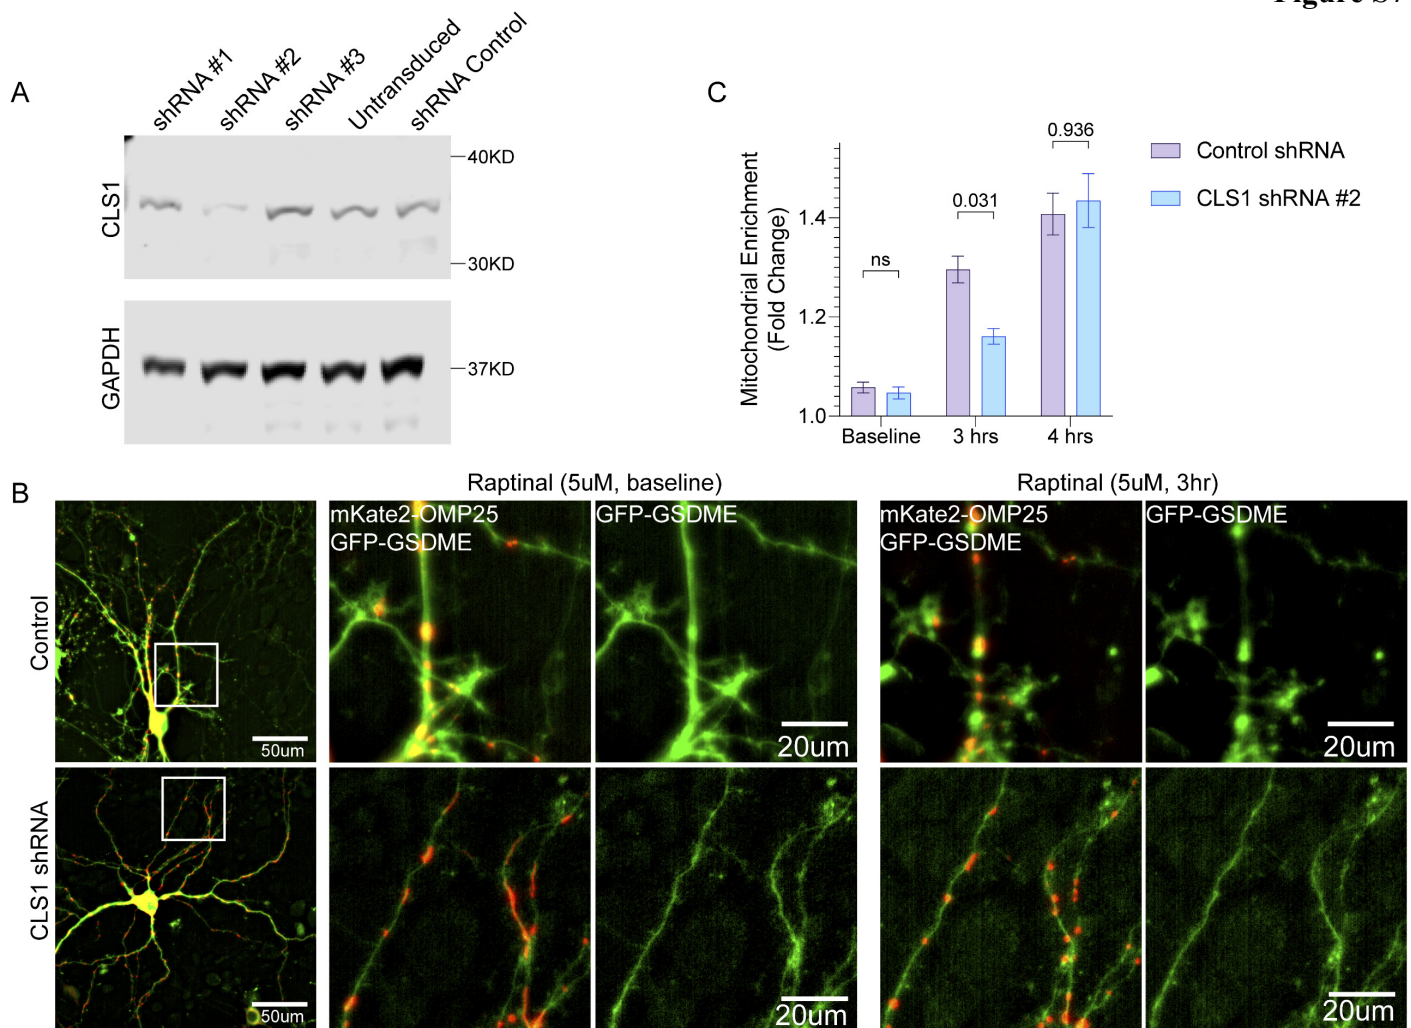 A
shRNA #1
shRNA #2
shRNA #3
Untransduced
shRNA Control
CLS1
40KD
30KD
GAPDH
37KD
C
Mitochondrial Enrichment
(Fold Change)
1.4
1.2
1.0
ns
0.031
0.936
Baseline
3 hrs
4 hrs
Control shRNA
CLS1 shRNA #2
B
Raptinal (5uM, baseline)
Raptinal (5uM, 3hr)
Control
50um
mKate2-OMP25
GFP-GSDME
GFP-GSDME
20um
mKate2-OMP25
GFP-GSDME
GFP-GSDME
20um
CLS1 shRNA
50um
20um
20um